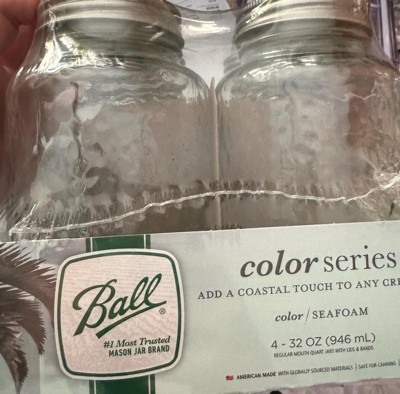 Ball®
#1 Most Trusted
MASON JAR BRAND
color series
ADD A COASTAL TOUCH TO ANY CRE
color / SEAFOAM
4 - 32 OZ (946 mL)
REGULAR MOUTH QUART JARS WITH LIDS & BANDS
AMERICAN MADE WITH GLOBALLY SOURCED MATERIALS | SAFE FOR CANNING |